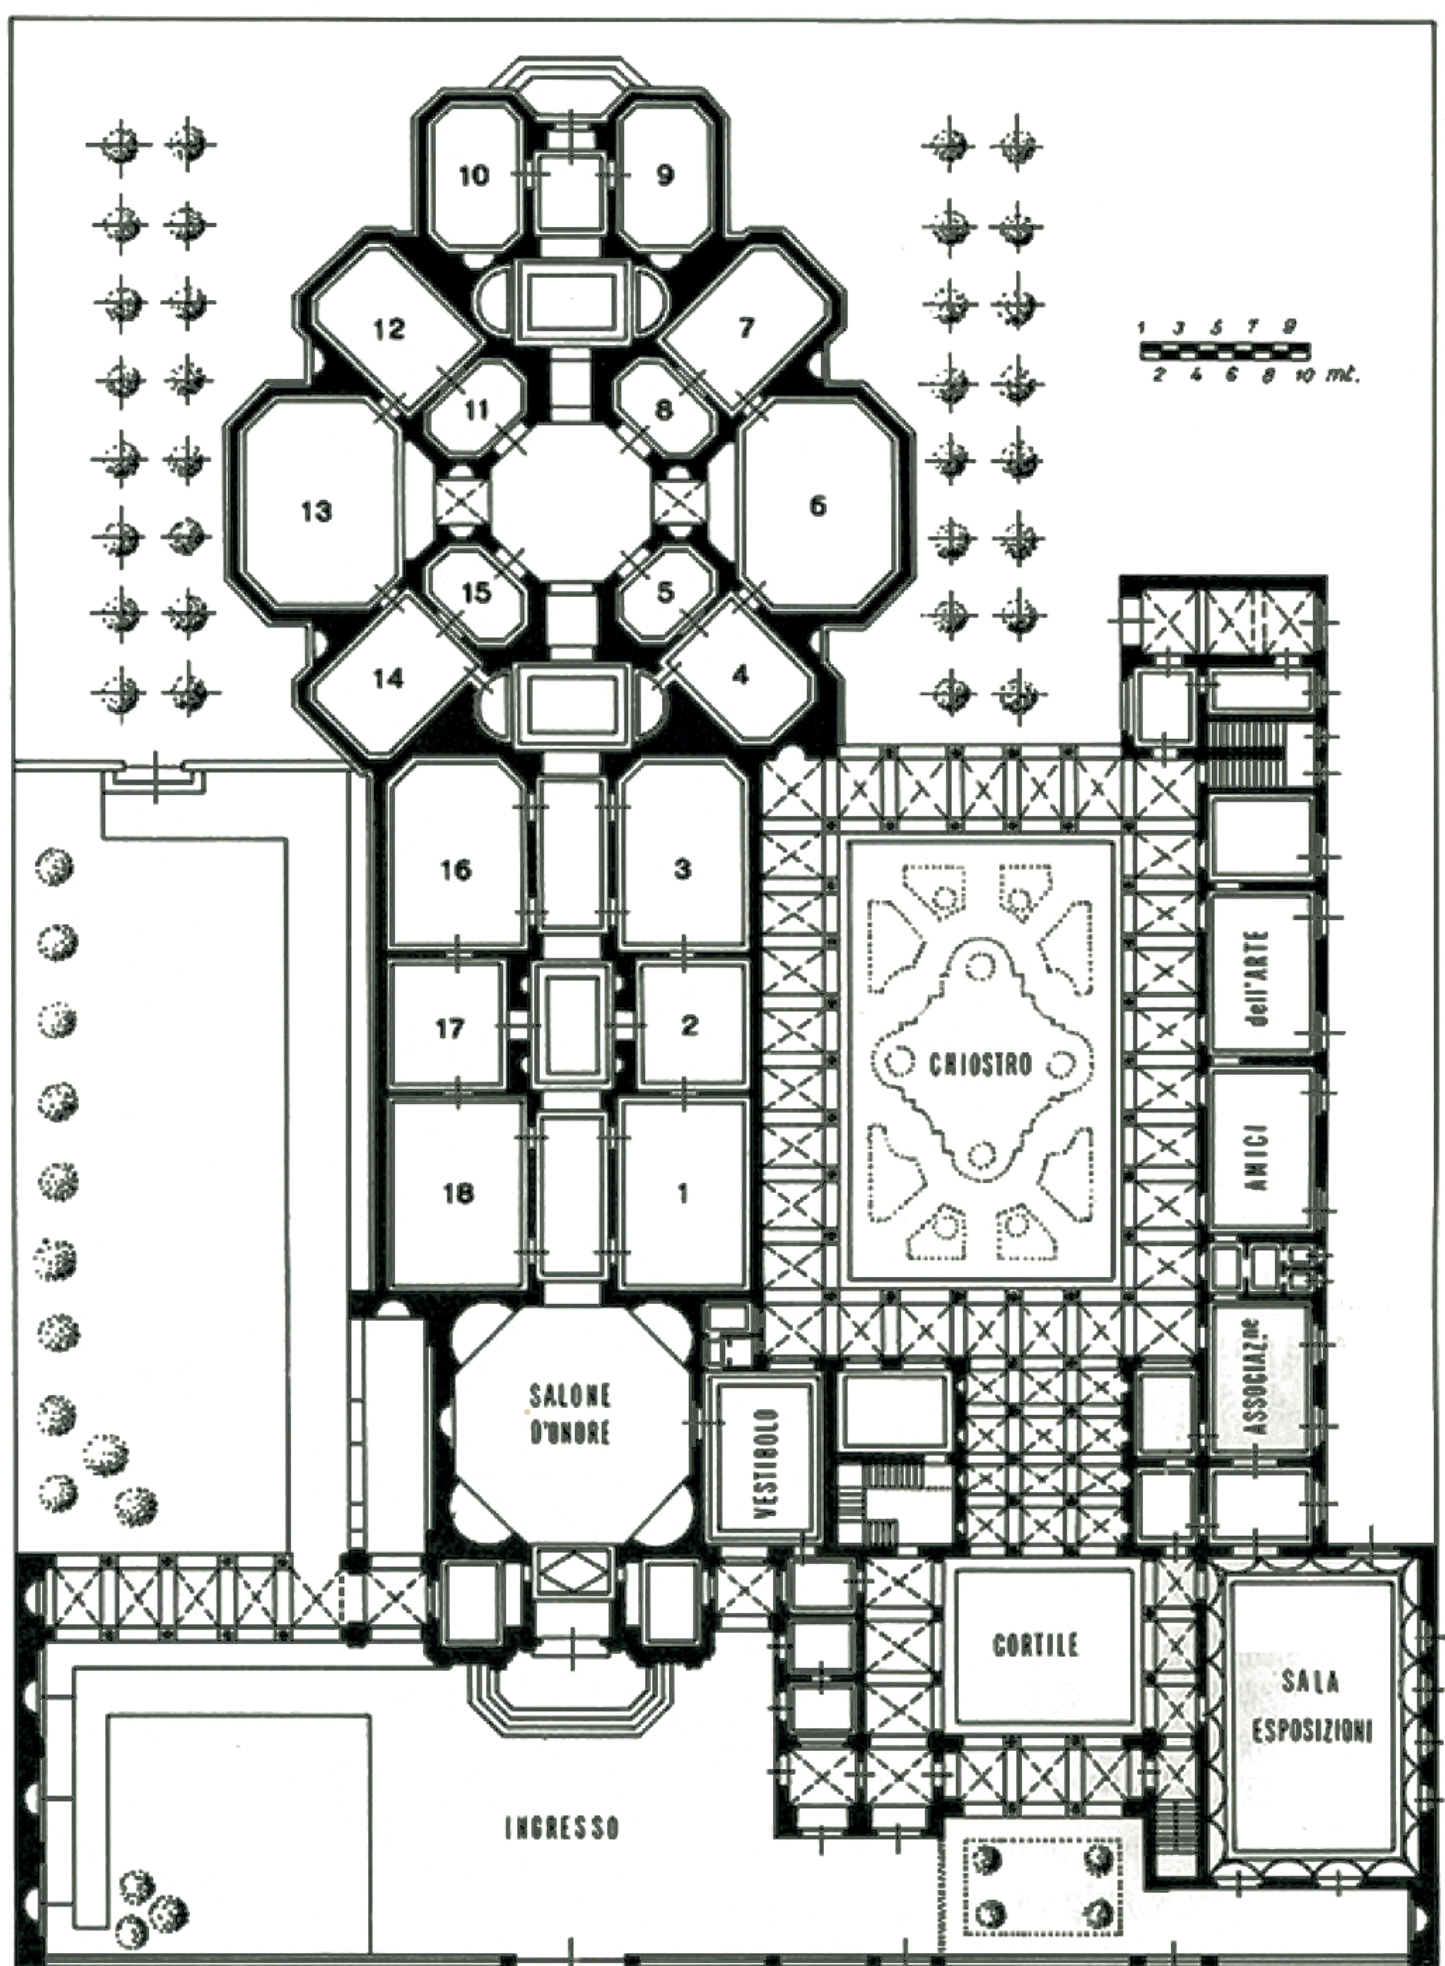 10
9
12
7
1 3 5 7 9
2 4 6 8 10 mt.
11
8
13
6
15
5
14
4
16
3
dell'ARTE
17
2
CHIOSTRO
AMICI
18
1
ASSOCIAZne
SALONE
D'ONORE
VESTIBOLO
CORTILE
SALA
ESPOSIZIONI
INGRESSO